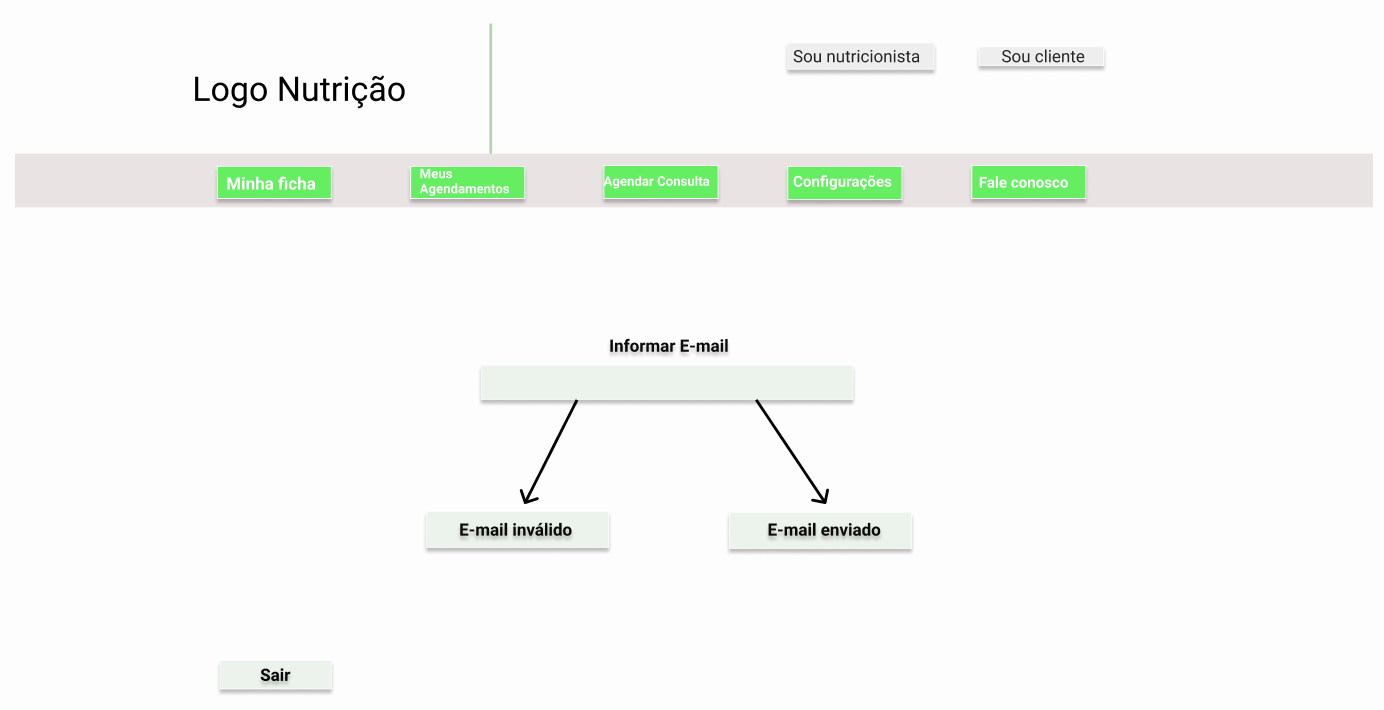 Sou nutricionista
Sou cliente
Logo Nutrição
Minha ficha
Meus
Agendamentos
Agendar Consulta
Configurações
Fale conosco
Informar E-mail
E-mail inválido
E-mail enviado
Sair